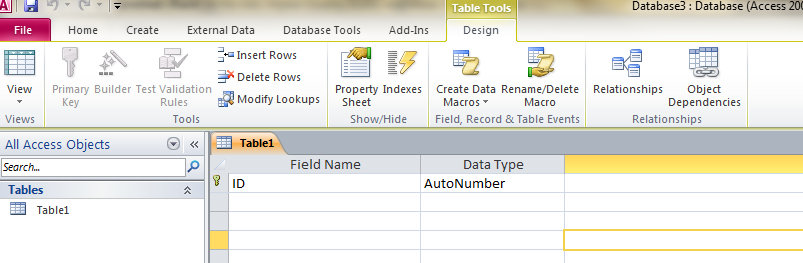 Table Tools
Database3 : Database (Access 200
File Home Create External Data Database Tools Add-Ins Design
View
Primary Key
Builder
Test Validation Rules
Insert Rows
Delete Rows
Modify Lookups
Property Sheet
Indexes
Create Data Macros
Rename/Delete Macro
Relationships
Object Dependencies
Views Tools Show/Hide Field, Record & Table Events Relationships
All Access Objects
Search...
Tables
Table1
Table1
Field Name Data Type
ID AutoNumber